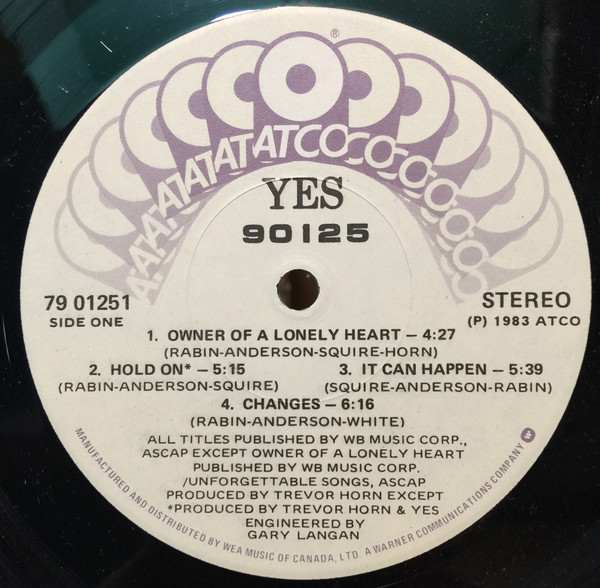 ®
ATATATATATATCOCOCOCOCOCO
YES
90125
79 01251
STEREO
SIDE ONE
(P) 1983 ATCO
1. OWNER OF A LONELY HEART – 4:27
(RABIN-ANDERSON-SQUIRE-HORN)
2. HOLD ON* – 5:15 3. IT CAN HAPPEN – 5:39
(RABIN-ANDERSON-SQUIRE) (SQUIRE-ANDERSON-RABIN)
4. CHANGES – 6:16
(RABIN-ANDERSON-WHITE)
ALL TITLES PUBLISHED BY WB MUSIC CORP.,
ASCAP EXCEPT OWNER OF A LONELY HEART
PUBLISHED BY WB MUSIC CORP.
/UNFORGETTABLE SONGS, ASCAP
PRODUCED BY TREVOR HORN EXCEPT
*PRODUCED BY TREVOR HORN & YES
ENGINEERED BY
GARY LANGAN
MANUFACTURED AND DISTRIBUTED BY WEA MUSIC OF CANADA, LTD. A WARNER COMMUNICATIONS COMPANY